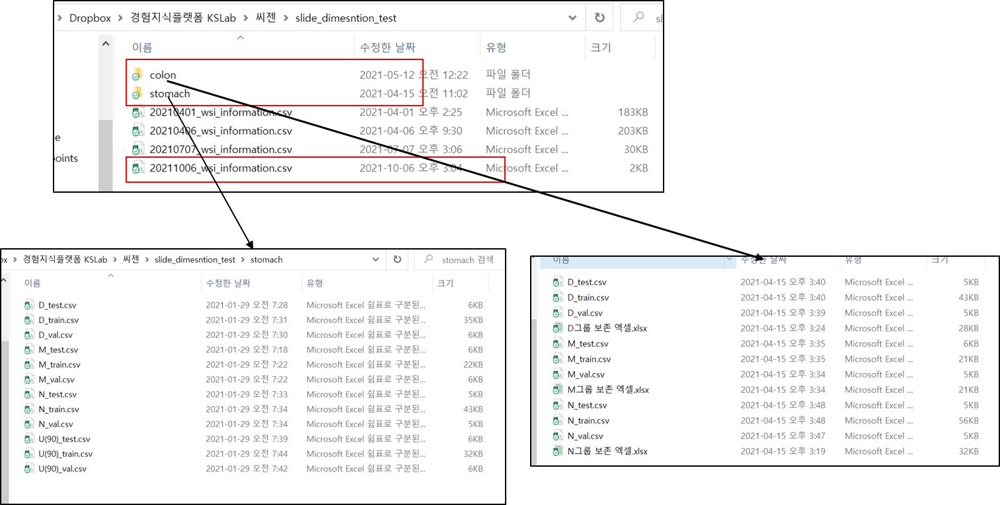 Dropbox > 경험지식플랫폼 KSLab > 씨젠 > slide_dimesntion_test
이름 수정한 날짜 유형 크기
colon 2021-05-12 오전 12:22 파일 폴더
stomach 2021-04-15 오전 11:02 파일 폴더
20210401_wsi_information.csv 2021-04-01 오후 2:25 Microsoft Excel ... 183KB
20210406_wsi_information.csv 2021-04-06 오후 9:30 Microsoft Excel ... 203KB
20210707_wsi_information.csv 2021-07-07 오후 3:06 Microsoft Excel ... 30KB
20211006_wsi_information.csv 2021-10-06 오후 3:04 Microsoft Excel ... 2KB
e
oints
ox > 경험지식플랫폼 KSLab > 씨젠 > slide_dimesntion_test > stomach stomach 검색
이름 수정한 날짜 유형 크기
D_test.csv 2021-01-29 오전 7:28 Microsoft Excel 쉼표로 구분된... 6KB
D_train.csv 2021-01-29 오전 7:31 Microsoft Excel 쉼표로 구분된... 35KB
D_val.csv 2021-01-29 오전 7:30 Microsoft Excel 쉼표로 구분된... 6KB
M_test.csv 2021-01-29 오전 7:18 Microsoft Excel 쉼표로 구분된... 6KB
M_train.csv 2021-01-29 오전 7:22 Microsoft Excel 쉼표로 구분된... 22KB
M_val.csv 2021-01-29 오전 7:22 Microsoft Excel 쉼표로 구분된... 6KB
N_test.csv 2021-01-29 오전 7:33 Microsoft Excel 쉼표로 구분된... 5KB
N_train.csv 2021-01-29 오전 7:34 Microsoft Excel 쉼표로 구분된... 43KB
N_val.csv 2021-01-29 오전 7:34 Microsoft Excel 쉼표로 구분된... 5KB
U(90)_test.csv 2021-01-29 오전 7:39 Microsoft Excel 쉼표로 구분된... 6KB
U(90)_train.csv 2021-01-29 오전 7:44 Microsoft Excel 쉼표로 구분된... 32KB
U(90)_val.csv 2021-01-29 오전 7:42 Microsoft Excel 쉼표로 구분된... 6KB
이름 수정한 날짜 유형 크기
D_test.csv 2021-04-15 오후 3:40 Microsoft Excel ... 5KB
D_train.csv 2021-04-15 오후 3:40 Microsoft Excel ... 43KB
D_val.csv 2021-04-15 오후 3:39 Microsoft Excel ... 5KB
D그룹 보존 엑셀.xlsx 2021-04-15 오후 3:24 Microsoft Excel ... 28KB
M_test.csv 2021-04-15 오후 3:35 Microsoft Excel ... 6KB
M_train.csv 2021-04-15 오후 3:35 Microsoft Excel ... 21KB
M_val.csv 2021-04-15 오후 3:34 Microsoft Excel ... 5KB
M그룹 보존 엑셀.xlsx 2021-04-15 오후 3:34 Microsoft Excel ... 21KB
N_test.csv 2021-04-15 오후 3:48 Microsoft Excel ... 5KB
N_train.csv 2021-04-15 오후 3:48 Microsoft Excel ... 56KB
N_val.csv 2021-04-15 오후 3:47 Microsoft Excel ... 5KB
N그룹 보존 엑셀.xlsx 2021-04-15 오후 3:19 Microsoft Excel ... 32KB